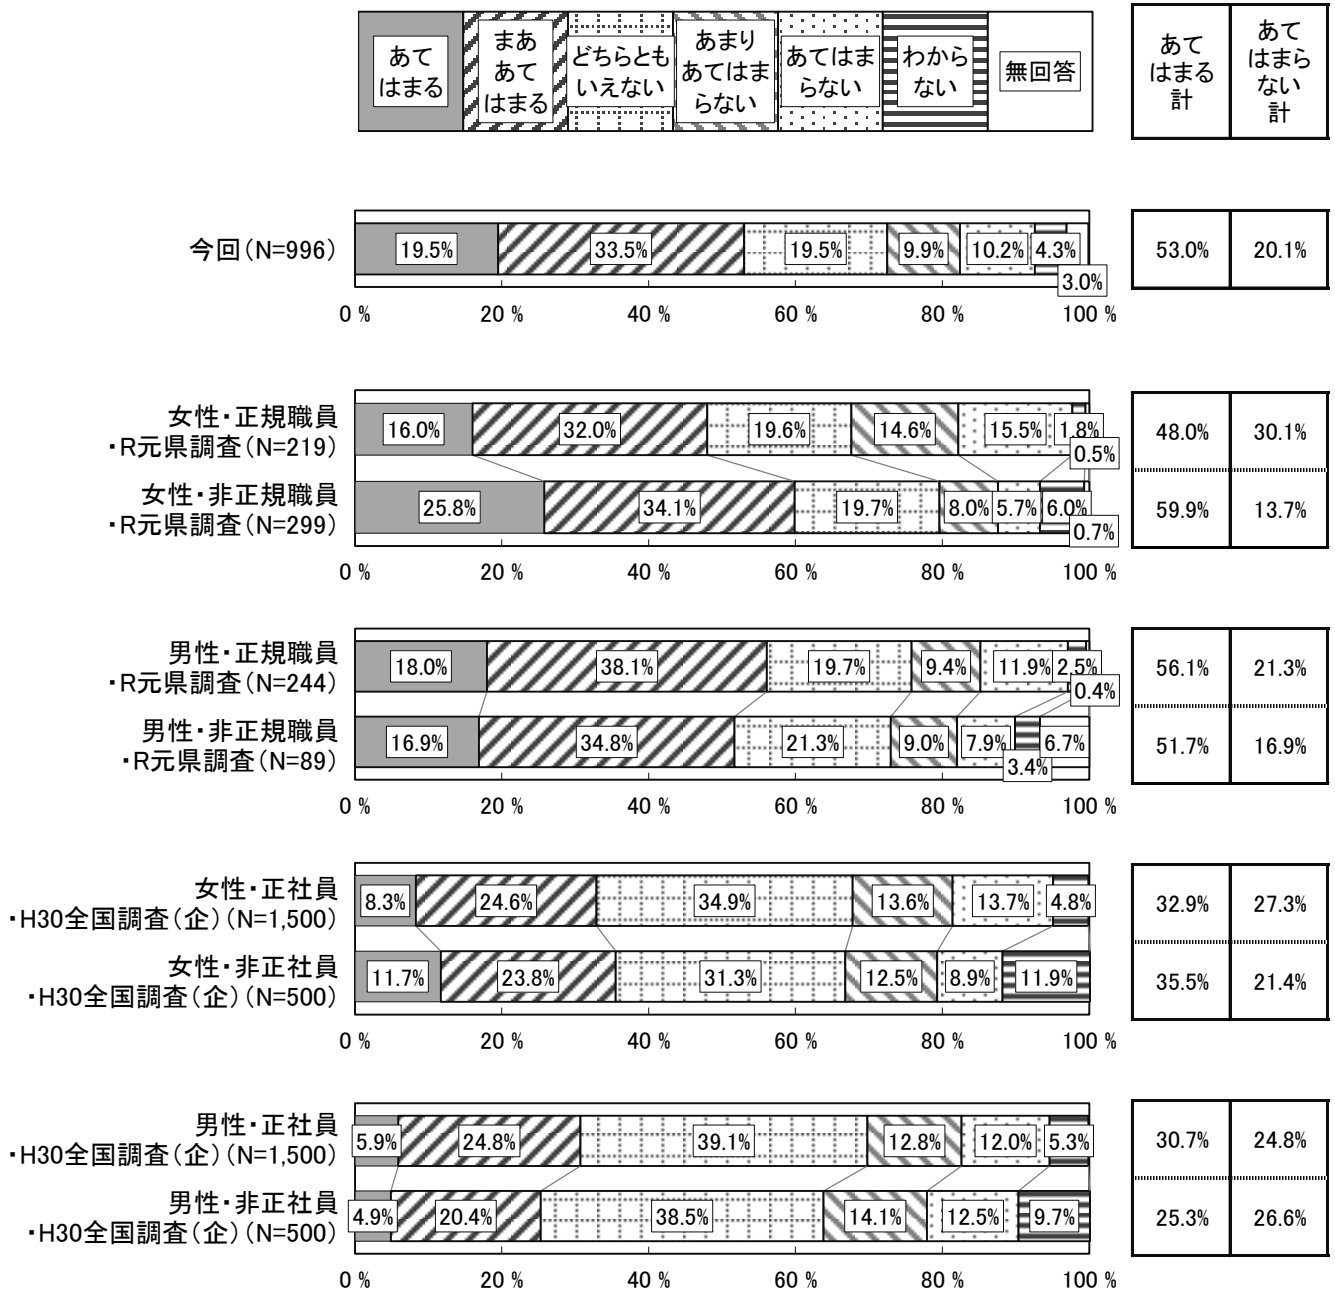 あて
はまる
まあ
あて
はまる
どちらとも
いえない
あまり
あてはま
らない
あてはま
らない
わから
ない
無回答
あて
はまる
計
あて
はまら
ない
計
今回(N=996)
19.5%
33.5%
19.5%
9.9%
10.2%
4.3%
3.0%
53.0%
20.1%
0 %
20 %
40 %
60 %
80 %
100 %
女性・正規職員
・R元県調査(N=219)
16.0%
32.0%
19.6%
14.6%
15.5%
1.8%
0.5%
48.0%
30.1%
女性・非正規職員
・R元県調査(N=299)
25.8%
34.1%
19.7%
8.0%
5.7%
6.0%
0.7%
59.9%
13.7%
0 %
20 %
40 %
60 %
80 %
100 %
男性・正規職員
・R元県調査(N=244)
18.0%
38.1%
19.7%
9.4%
11.9%
2.5%
0.4%
56.1%
21.3%
男性・非正規職員
・R元県調査(N=89)
16.9%
34.8%
21.3%
9.0%
7.9%
3.4%
6.7%
51.7%
16.9%
0 %
20 %
40 %
60 %
80 %
100 %
女性・正社員
・H30全国調査(企)(N=1,500)
8.3%
24.6%
34.9%
13.6%
13.7%
4.8%
32.9%
27.3%
女性・非正社員
・H30全国調査(企)(N=500)
11.7%
23.8%
31.3%
12.5%
8.9%
11.9%
35.5%
21.4%
0 %
20 %
40 %
60 %
80 %
100 %
男性・正社員
・H30全国調査(企)(N=1,500)
5.9%
24.8%
39.1%
12.8%
12.0%
5.3%
30.7%
24.8%
男性・非正社員
・H30全国調査(企)(N=500)
4.9%
20.4%
38.5%
14.1%
12.5%
9.7%
25.3%
26.6%
0 %
20 %
40 %
60 %
80 %
100 %